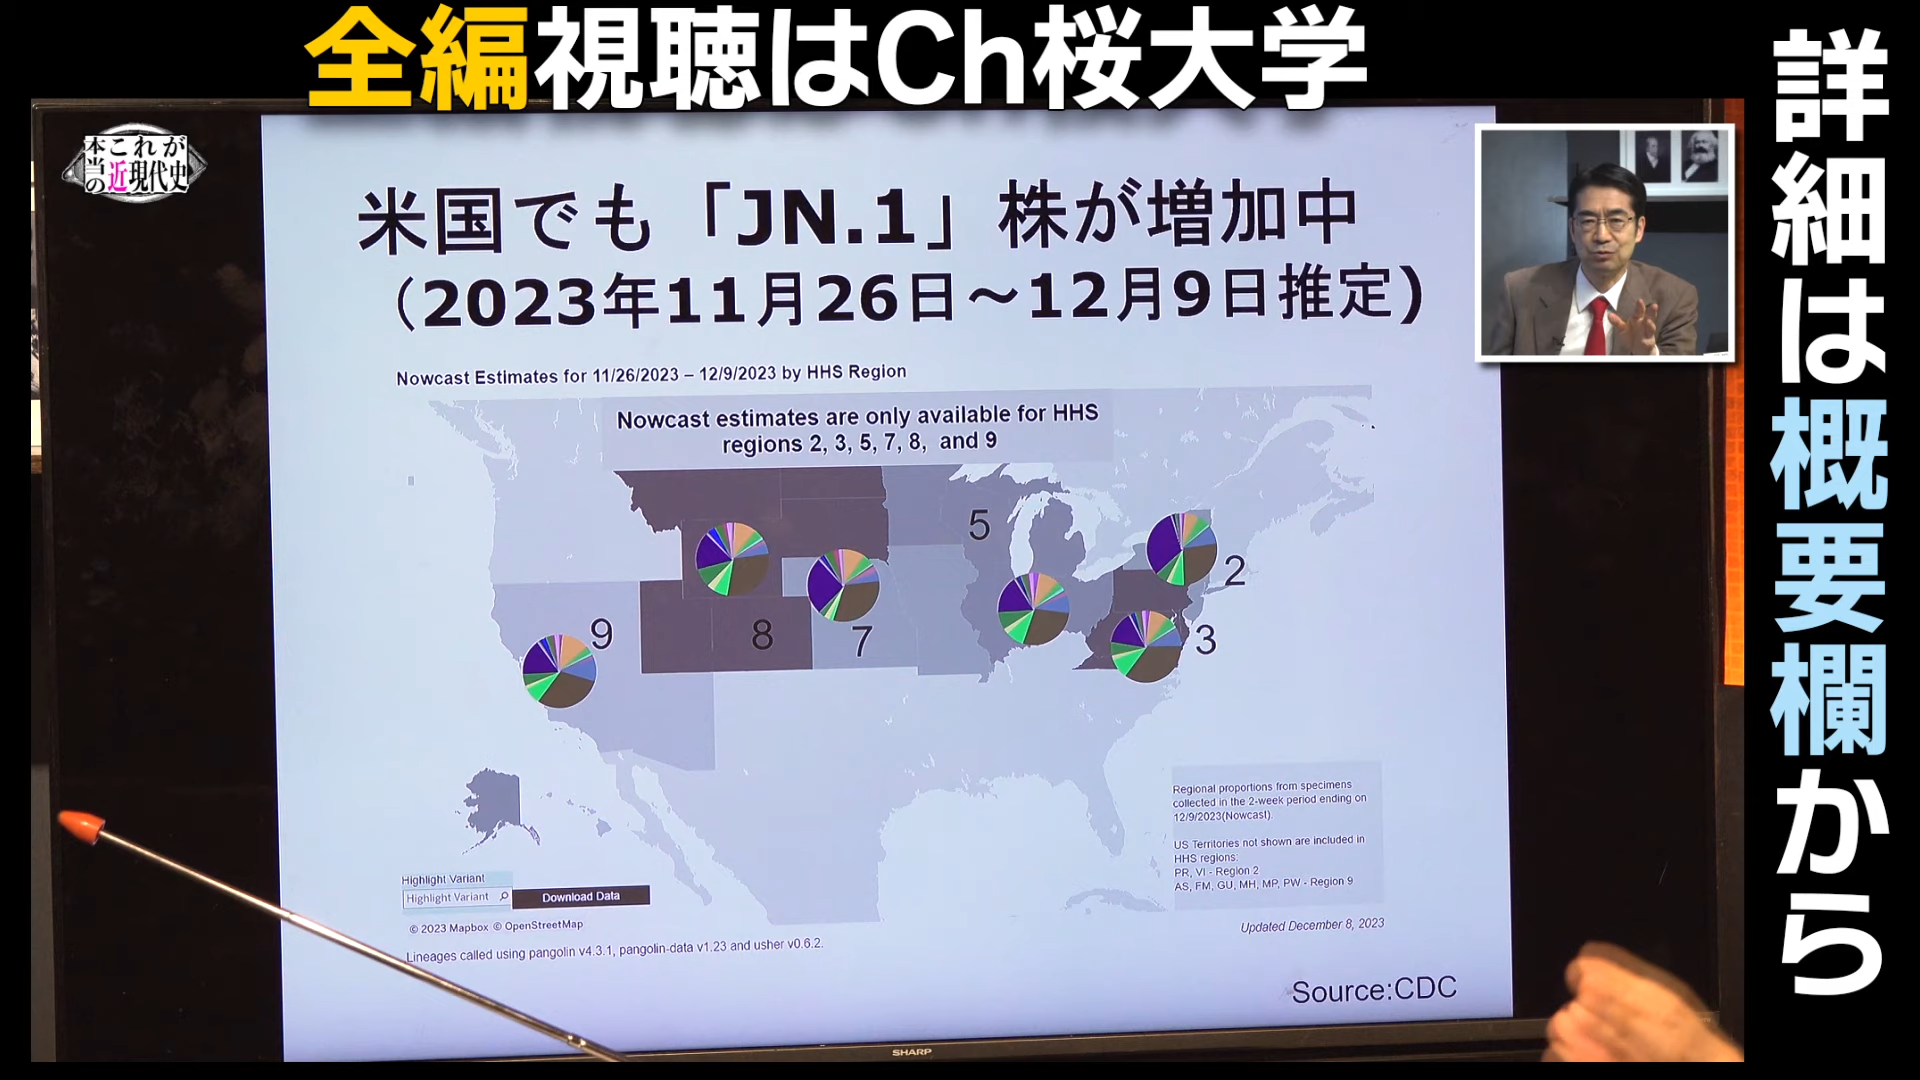 全編視聴はCh桜大学
詳細は概要欄から
これが
本当の近現代史
米国でも「JN.1」株が増加中
（2023年11月26日～12月9日推定)
Nowcast Estimates for 11/26/2023 – 12/9/2023 by HHS Region
Nowcast estimates are only available for HHS
regions 2, 3, 5, 7, 8, and 9
5
2
9
8
7
3
Regional proportions from specimens
collected in the 2-week period ending on
12/9/2023(Nowcast).
US Territories not shown are included in
HHS regions:
PR, VI - Region 2
AS, FM, GU, MH, MP, PW - Region 9
Highlight Variant
Highlight Variant
Download Data
© 2023 Mapbox © OpenStreetMap
Updated December 8, 2023
Lineages called using pangolin v4.3.1, pangolin-data v1.23 and usher v0.6.2.
Source:CDC
SHARP